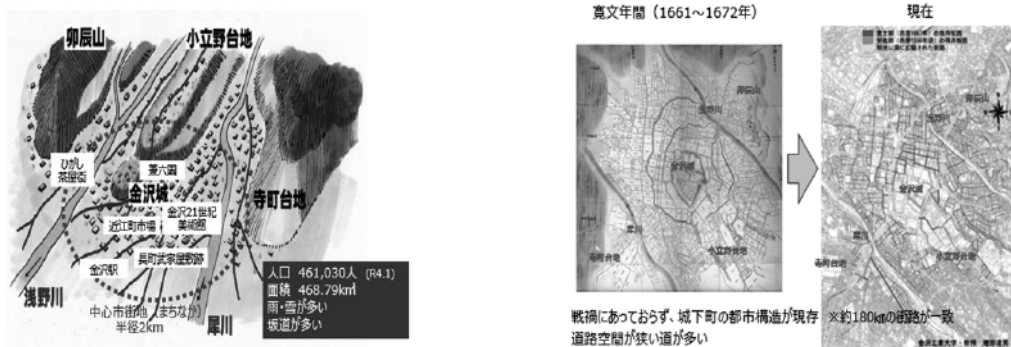 卯辰山
小立野台地
ひがし
茶屋街
兼六園
金沢城
金沢21世紀
美術館
近江町市場
寺町台地
長町武家屋敷跡
金沢駅
浅野川
中心市街地（まちなか）
半径2km
犀川
人口 461,030人 (R4.1)
面積 468.79k㎡
雨・雪が多い
坂道が多い
寛文年間（1661～1672年）
卯辰山
浅野川
金沢城
犀川
小立野台地
寺町台地
現在
卯辰山
浅野川
金沢城
犀川
小立野台地
寺町台地
戦禍にあっておらず、城下町の都市構造が現存 ※約180㎞の街路が一致
道路空間が狭い道が多い